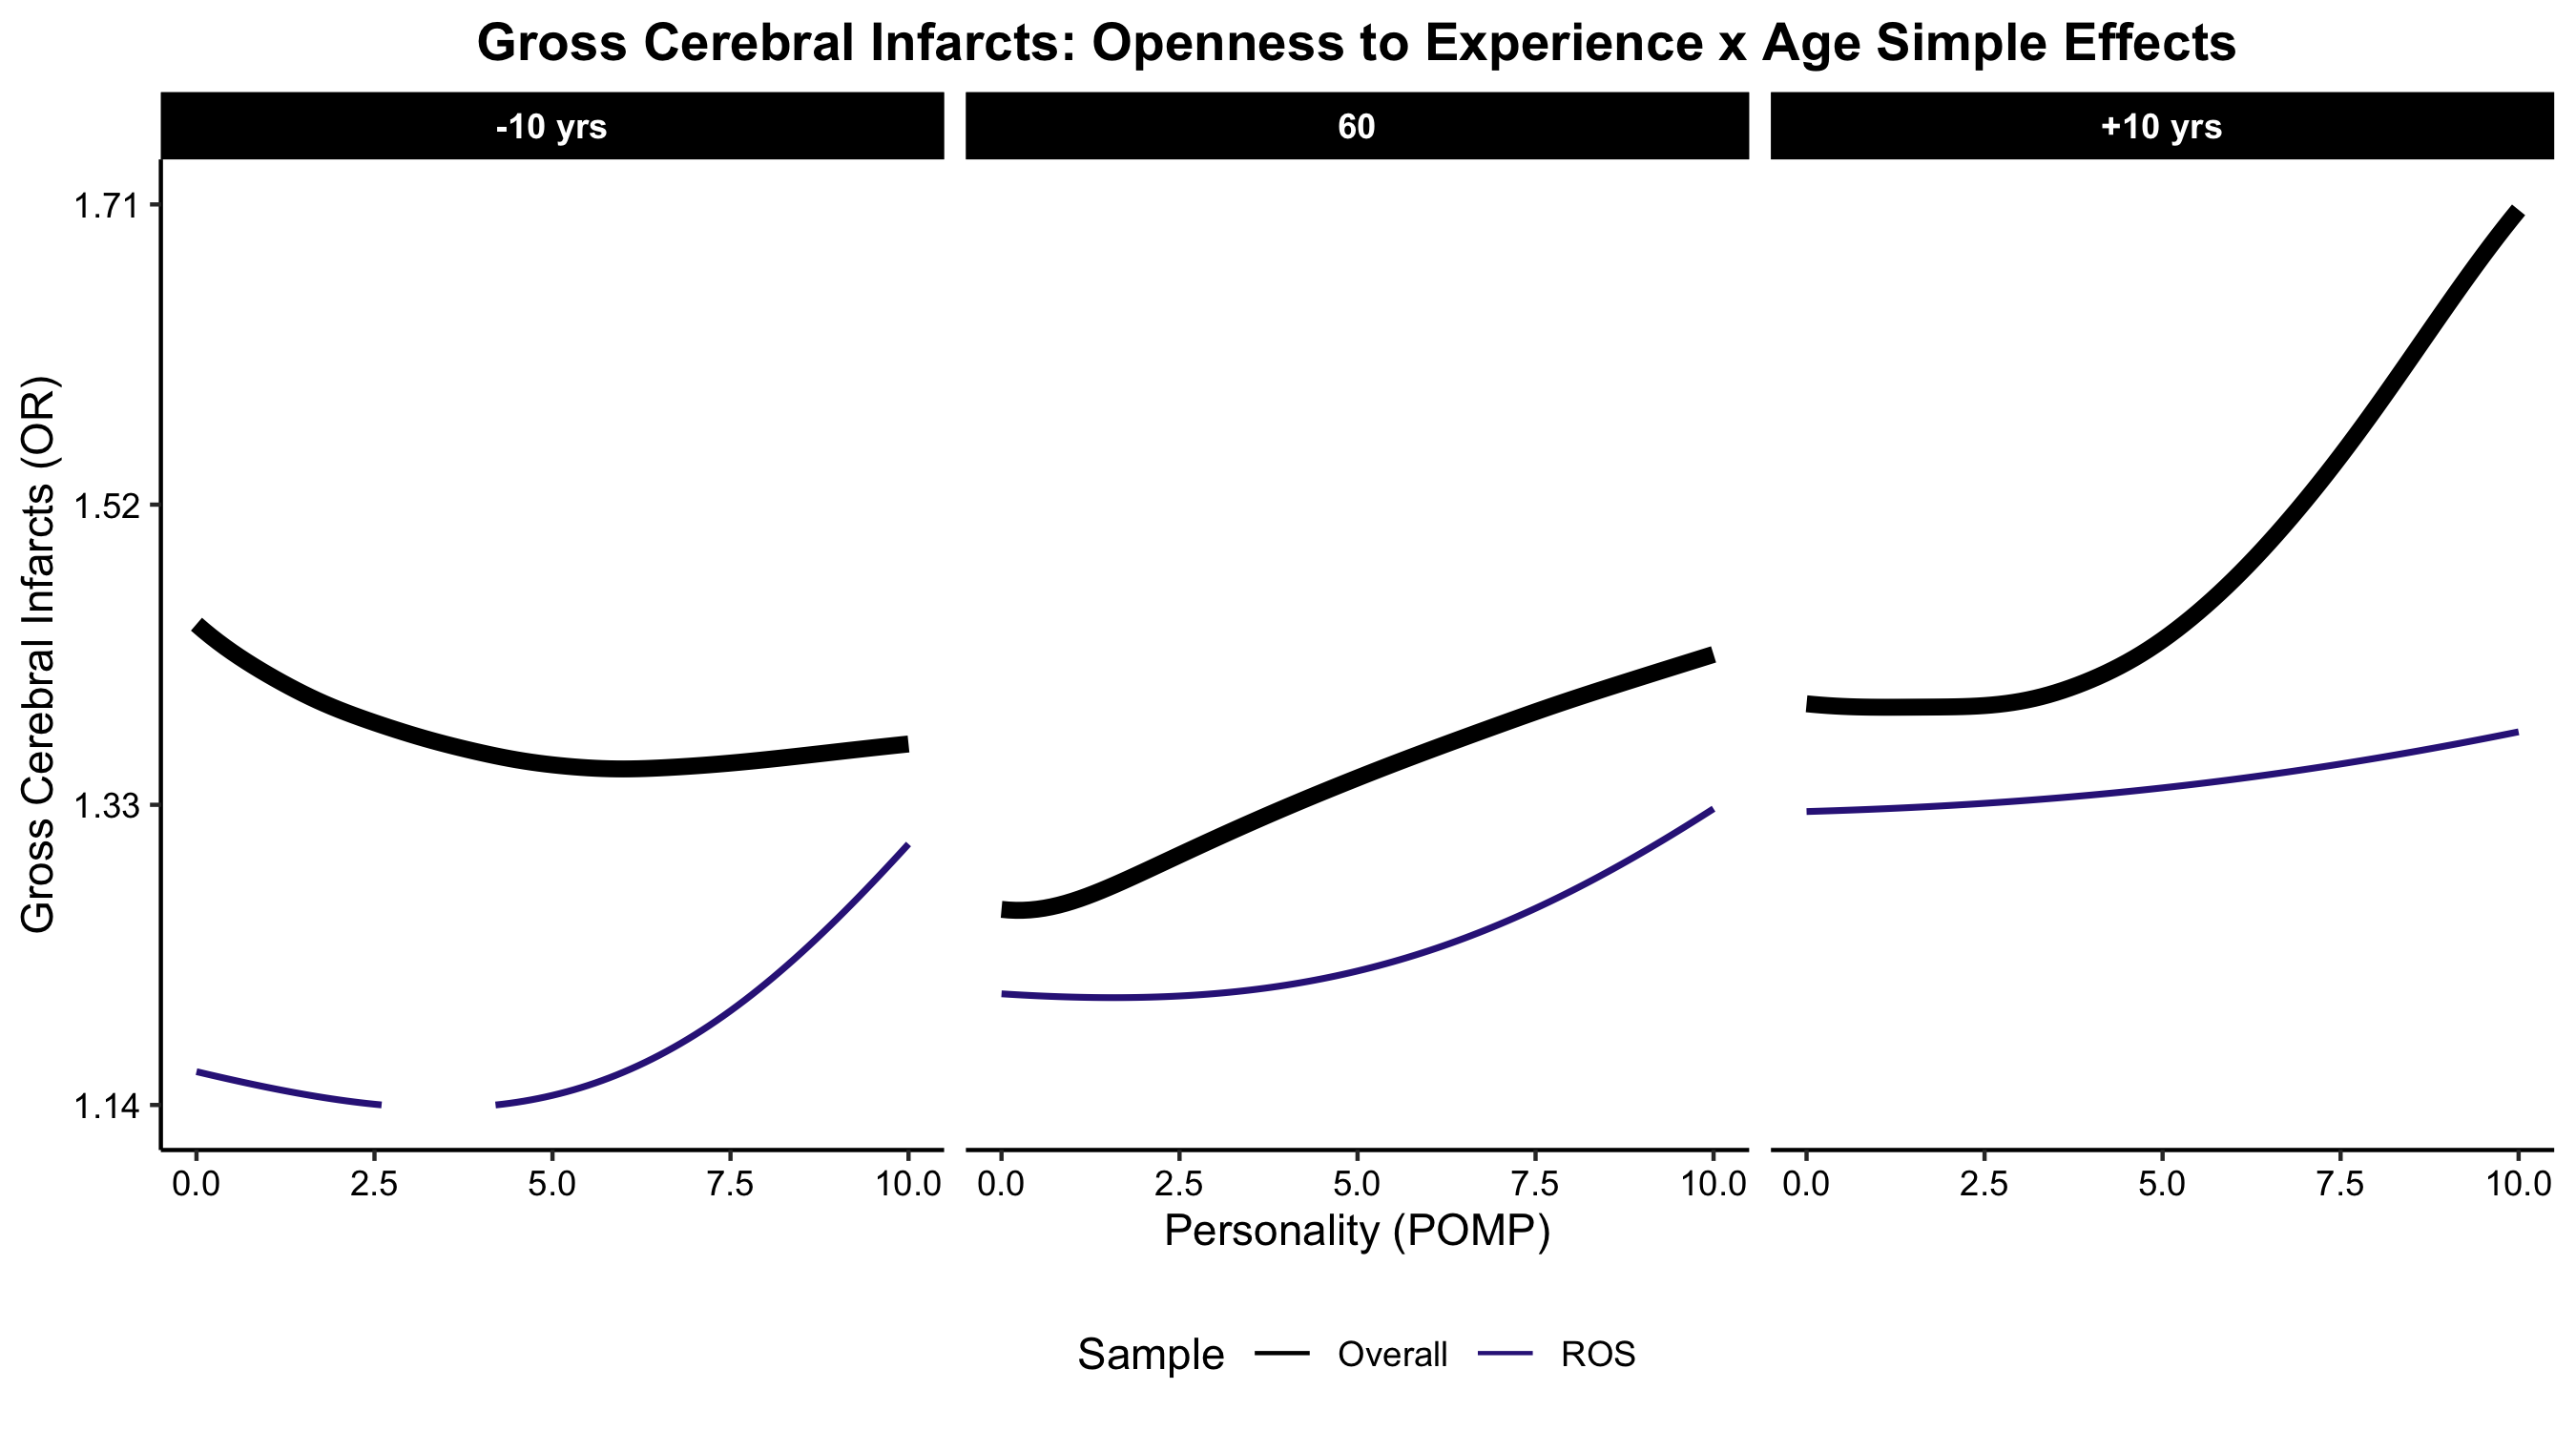 Gross Cerebral Infarcts: Openness to Experience x Age Simple Effects
-10 yrs
60
+10 yrs
Gross Cerebral Infarcts (OR)
1.71
1.52
1.33
1.14
0.0 2.5 5.0 7.5 10.0
0.0 2.5 5.0 7.5 10.0
0.0 2.5 5.0 7.5 10.0
Personality (POMP)
Sample Overall ROS